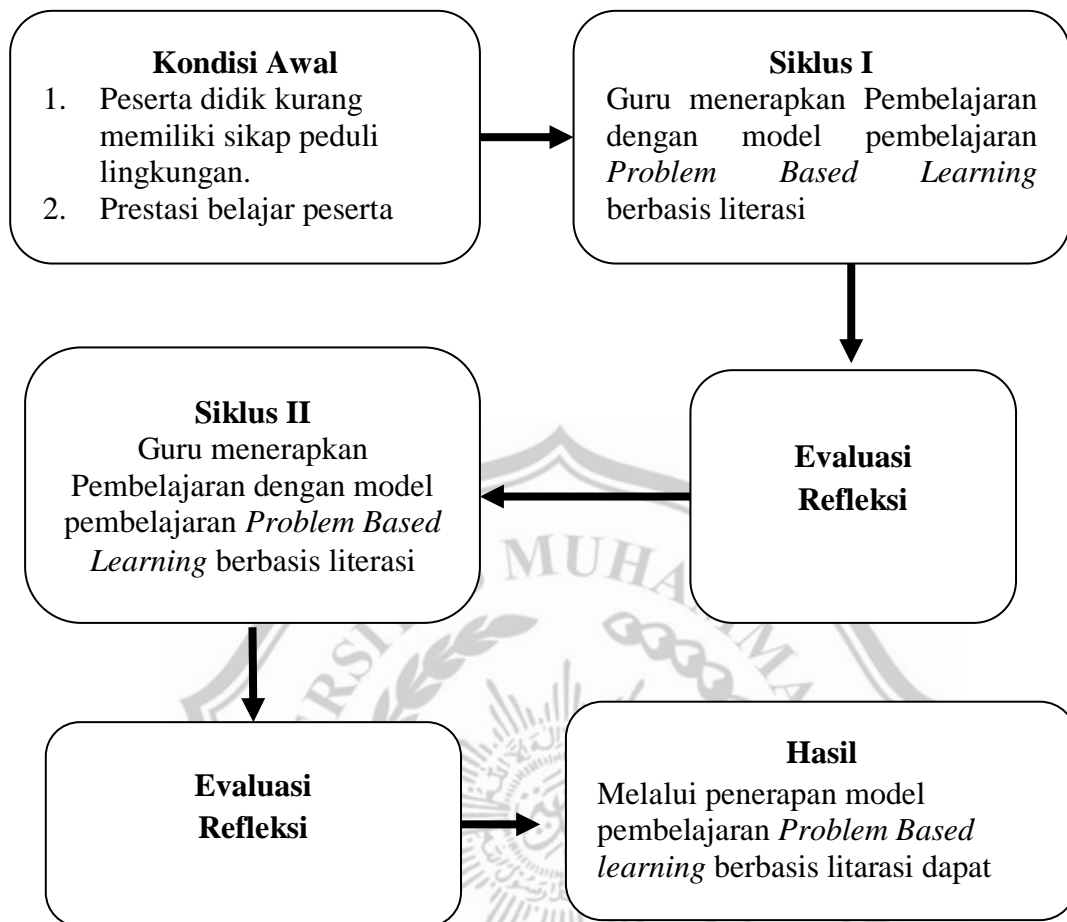 Kondisi Awal
1. Peserta didik kurang
memiliki sikap peduli
lingkungan.
2. Prestasi belajar peserta
Siklus I
Guru menerapkan Pembelajaran
dengan model pembelajaran
Problem Based Learning
berbasis literasi
Evaluasi
Refleksi
Siklus II
Guru menerapkan
Pembelajaran dengan model
pembelajaran Problem Based
Learning berbasis literasi
MUHAMMA
Evaluasi
Refleksi
Hasil
Melalui penerapan model
pembelajaran Problem Based
learning berbasis litarasi dapat